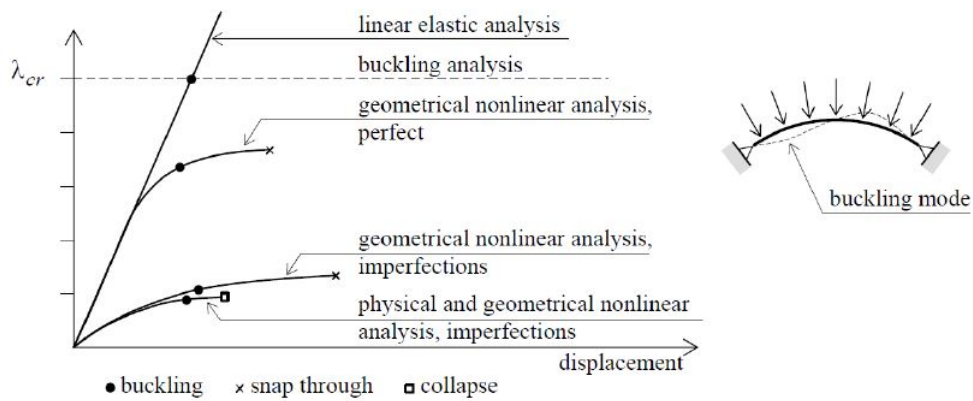 linear elastic analysis
λcr
buckling analysis
geometrical nonlinear analysis,
perfect
buckling mode
geometrical nonlinear analysis,
imperfections
physical and geometrical nonlinear
analysis, imperfections
displacement
buckling
snap through
collapse